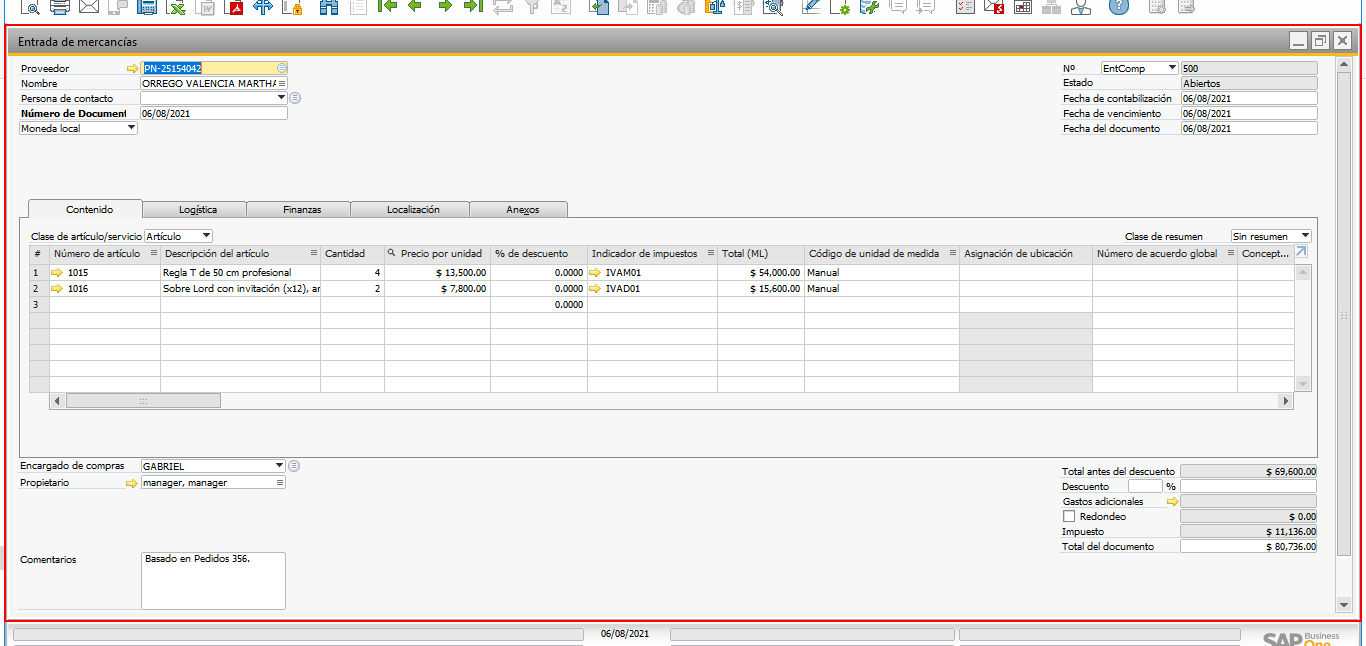 Entrada de mercancías
Proveedor PN-25154042
Nombre ORREGO VALENCIA MARTHA
Persona de contacto
Número de Document 06/08/2021
Moneda local
Nº EntComp 500
Estado Abiertos
Fecha de contabilización 06/08/2021
Fecha de vencimiento 06/08/2021
Fecha del documento 06/08/2021
Contenido Logística Finanzas Localización Anexos
Clase de artículo/servicio Artículo
Clase de resumen Sin resumen
# Número de artículo Descripción del artículo Cantidad Precio por unidad % de descuento Indicador de impuestos Total (ML) Código de unidad de medida Asignación de ubicación Número de acuerdo global Concept...
1 1015 Regla T de 50 cm profesional 4 $ 13,500.00 0.0000 IVAM01 $ 54,000.00 Manual
2 1016 Sobre Lord con invitación (x12), ar 2 $ 7,800.00 0.0000 IVAD01 $ 15,600.00 Manual
3 0.0000
Encargado de compras GABRIEL
Propietario manager, manager
Comentarios Basado en Pedidos 356.
Total antes del descuento $ 69,600.00
Descuento %
Gastos adicionales
Redondeo $ 0.00
Impuesto $ 11,136.00
Total del documento $ 80,736.00
06/08/2021
SAP Business
One